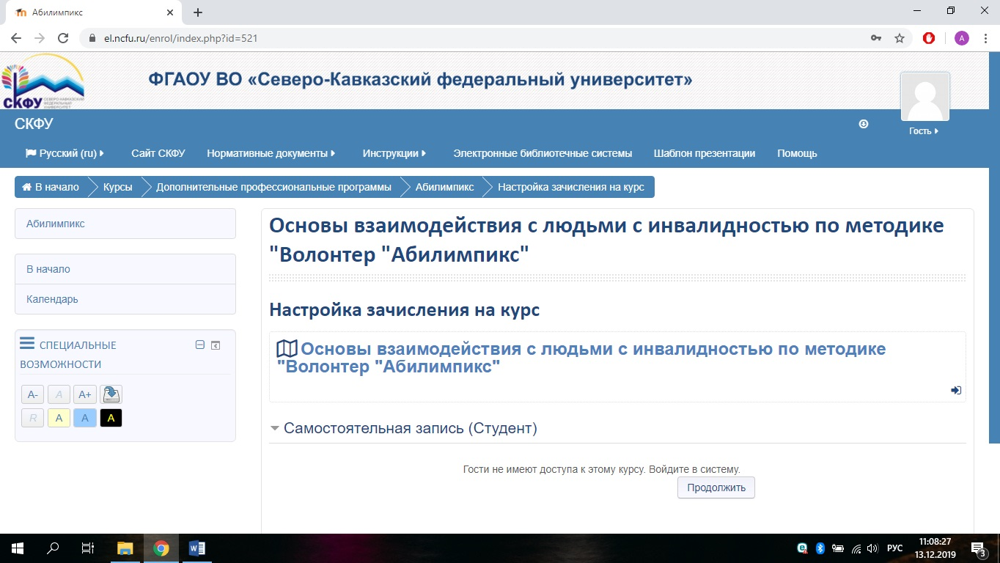 Абилимпикс
el.ncfu.ru/enrol/index.php?id=521
A
СКФУ
СЕВЕРО-КАВКАЗСКИЙ
ФЕДЕРАЛЬНЫЙ
УНИВЕРСИТЕТ
ФГАОУ ВО «Северо-Кавказский федеральный университет»
СКФУ
Гость
Русский (ru) Сайт СКФУ Нормативные документы Инструкции Электронные библиотечные системы Шаблон презентации Помощь
В начало Курсы Дополнительные профессиональные программы Абилимпикс Настройка зачисления на курс
Абилимпикс
В начало
Календарь
СПЕЦИАЛЬНЫЕ
ВОЗМОЖНОСТИ
A- A A+
R A A A
Основы взаимодействия с людьми с инвалидностью по методике
"Волонтер "Абилимпикс"
Настройка зачисления на курс
Основы взаимодействия с людьми с инвалидностью по методике
"Волонтер "Абилимпикс"
Самостоятельная запись (Студент)
Гости не имеют доступа к этому курсу. Войдите в систему.
Продолжить
РУС
11:08:27
13.12.2019
3